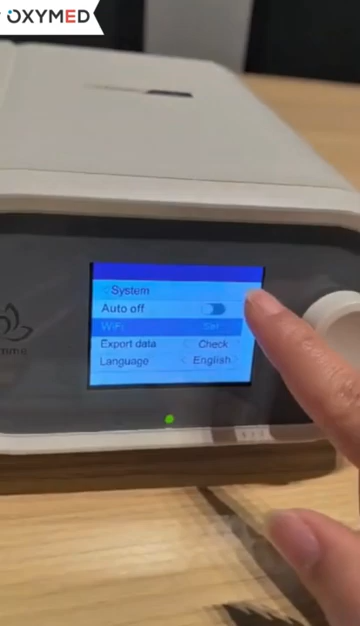 OXYMED
System
Auto off
WiFi Set
Export data Check
Language English